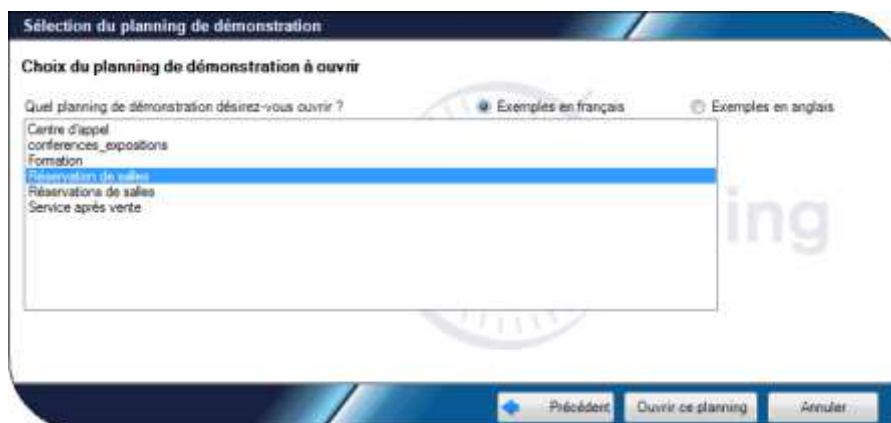 Sélection du planning de démonstration
Choix du planning de démonstration à ouvrir
Quel planning de démonstration désirez-vous ouvrir ?
Exemples en français
Exemples en anglais
Centre d'appel
conferences_expositions
Formation
Réservation de salles
Réservations de salles
Service après vente
ing
Précédent
Ouvrir ce planning
Annuler